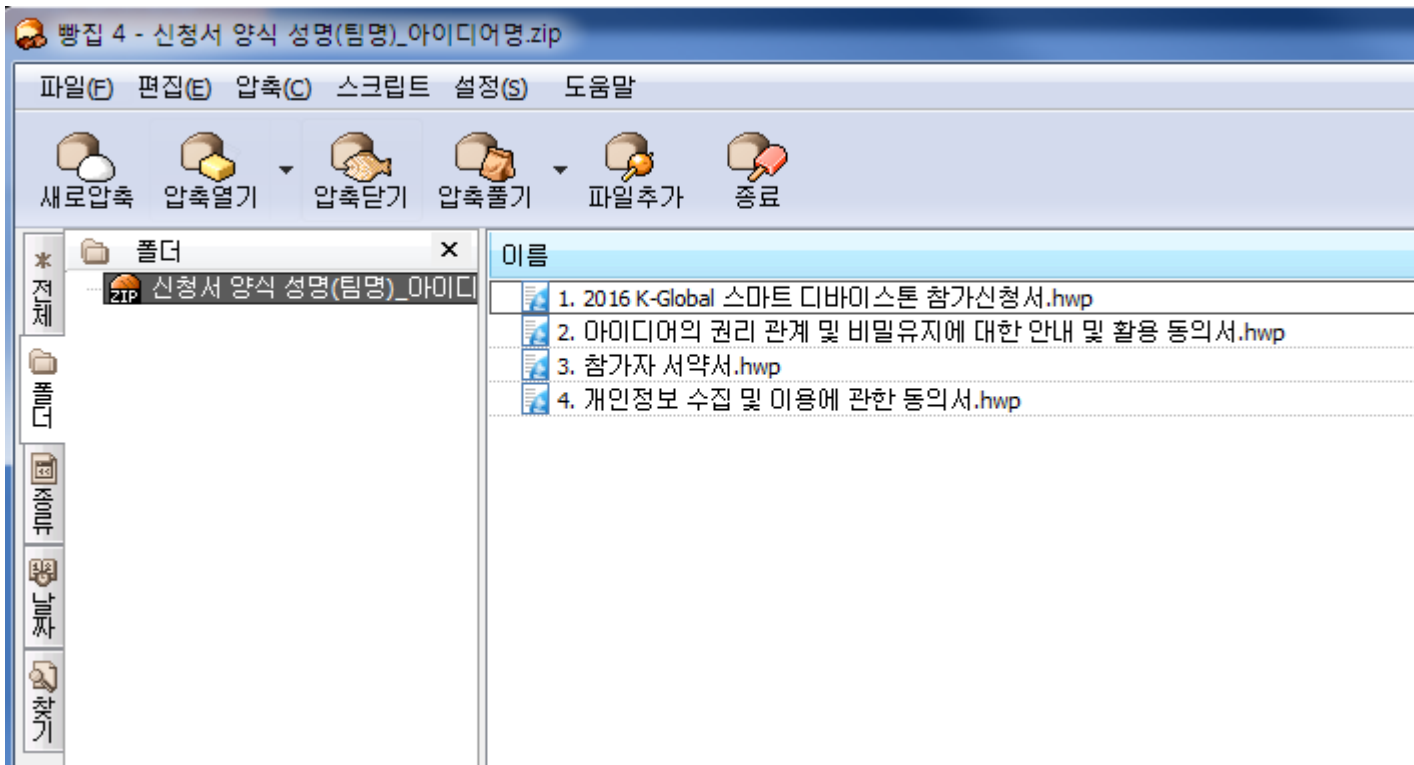 빵집 4 - 신청서 양식 성명(팀명)_아이디어명.zip
파일(F) 편집(E) 압축(C) 스크립트 설정(S) 도움말
새로압축 압축열기 압축닫기 압축풀기 파일추가 종료
전체
폴더
종류
날짜
찾기
폴더 x
ZIP 신청서 양식 성명(팀명)_아이디
이름
1. 2016 K-Global 스마트 디바이스톤 참가신청서.hwp
2. 아이디어의 권리 관계 및 비밀유지에 대한 안내 및 활용 동의서.hwp
3. 참가자 서약서.hwp
4. 개인정보 수집 및 이용에 관한 동의서.hwp